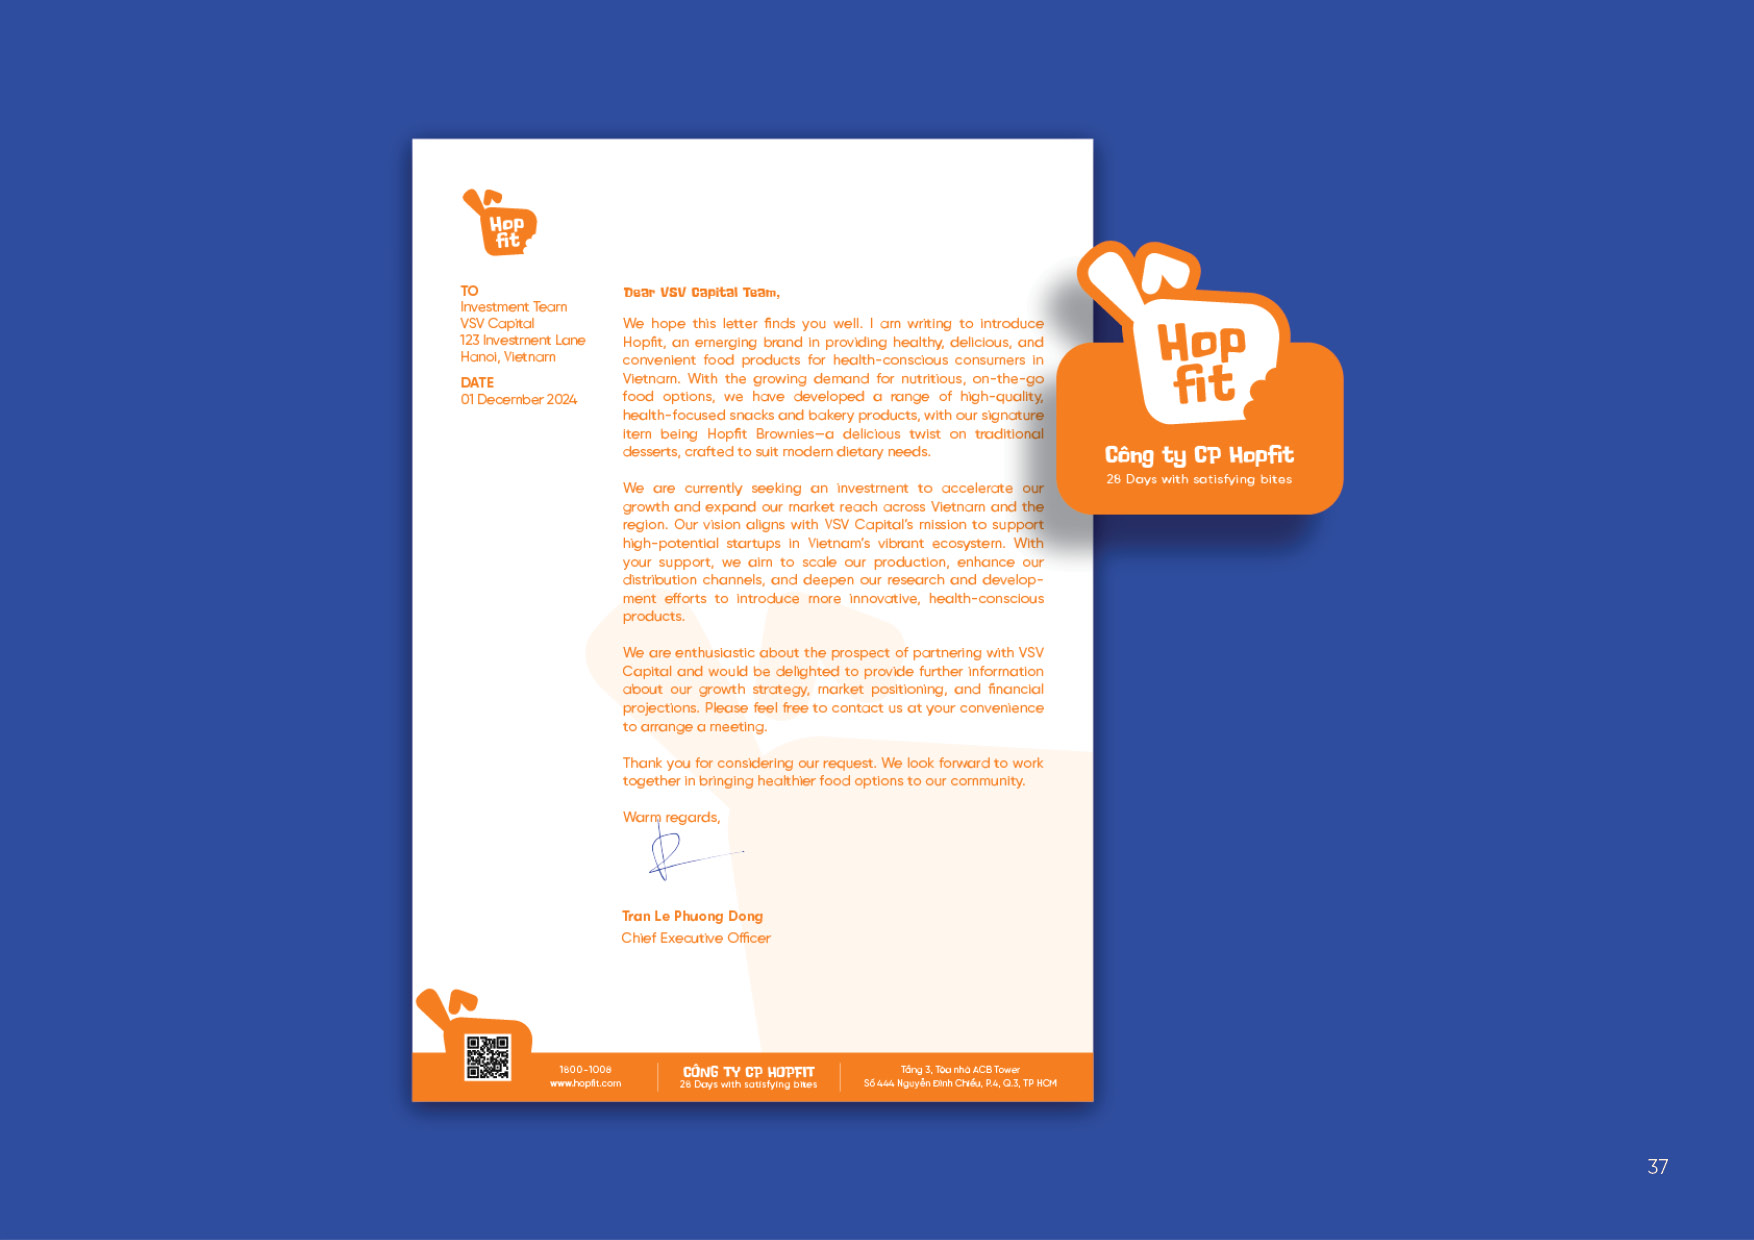 Hop
fit
TO
Investment Team
VSV Capital
123 Investment Lane
Hanoi, Vietnam
DATE
01 December 2024
Dear VSV Capital Team,
We hope this letter finds you well. I am writing to introduce
Hopfit, an emerging brand in providing healthy, delicious, and
convenient food products for health-conscious consumers in
Vietnam. With the growing demand for nutritious, on-the-go
food options, we have developed a range of high-quality,
health-focused snacks and bakery products, with our signature
item being Hopfit Brownies—a delicious twist on traditional
desserts, crafted to suit modern dietary needs.
We are currently seeking an investment to accelerate our
growth and expand our market reach across Vietnam and the
region. Our vision aligns with VSV Capital's mission to support
high-potential startups in Vietnam's vibrant ecosystem. With
your support, we aim to scale our production, enhance our
distribution channels, and deepen our research and develop-
ment efforts to introduce more innovative, health-conscious
products.
We are enthusiastic about the prospect of partnering with VSV
Capital and would be delighted to provide further information
about our growth strategy, market positioning, and financial
projections. Please feel free to contact us at your convenience
to arrange a meeting.
Thank you for considering our request. We look forward to work
together in bringing healthier food options to our community.
Warm regards,
Tran Le Phuong Dong
Chief Executive Officer
1800-1008
www.hopfit.com
CÔNG TY CP HOPFIT
28 Days with satisfying bites
Tầng 3, Tòa nhà ACB Tower
Số 444 Nguyễn Đình Chiểu, P.4, Q.3, TP HCM
Hop
fit
Công ty CP Hopfit
28 Days with satisfying bites
37